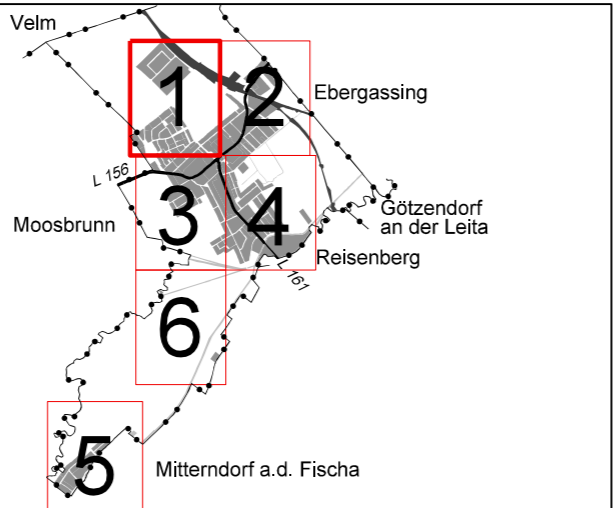 Velm
1
2
Ebergassing
L 156
Moosbrunn
3
4
Götzendorf
an der Leita
Reisenberg
L 161
6
5
Mitterndorf a.d. Fischa